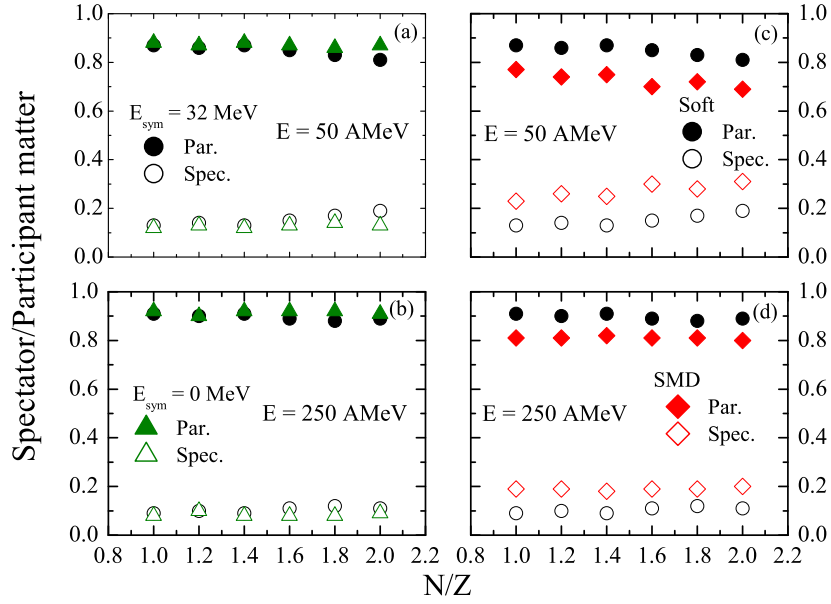 Spectator/Participant matter
1.0
0.8
0.6
0.4
0.2
0.0
(a)
E_sym = 32 MeV
E = 50 AMeV
Par.
Spec.
(c)
Soft
E = 50 AMeV
Par.
Spec.
1.0
0.8
0.6
0.4
0.2
0.0
1.0
0.8
0.6
0.4
0.2
0.0
(b)
E_sym = 0 MeV
E = 250 AMeV
Par.
Spec.
(d)
SMD
E = 250 AMeV
Par.
Spec.
0.8
0.6
0.4
0.2
0.0
0.8 1.0 1.2 1.4 1.6 1.8 2.0 2.2
1.0 1.2 1.4 1.6 1.8 2.0 2.2
N/Z